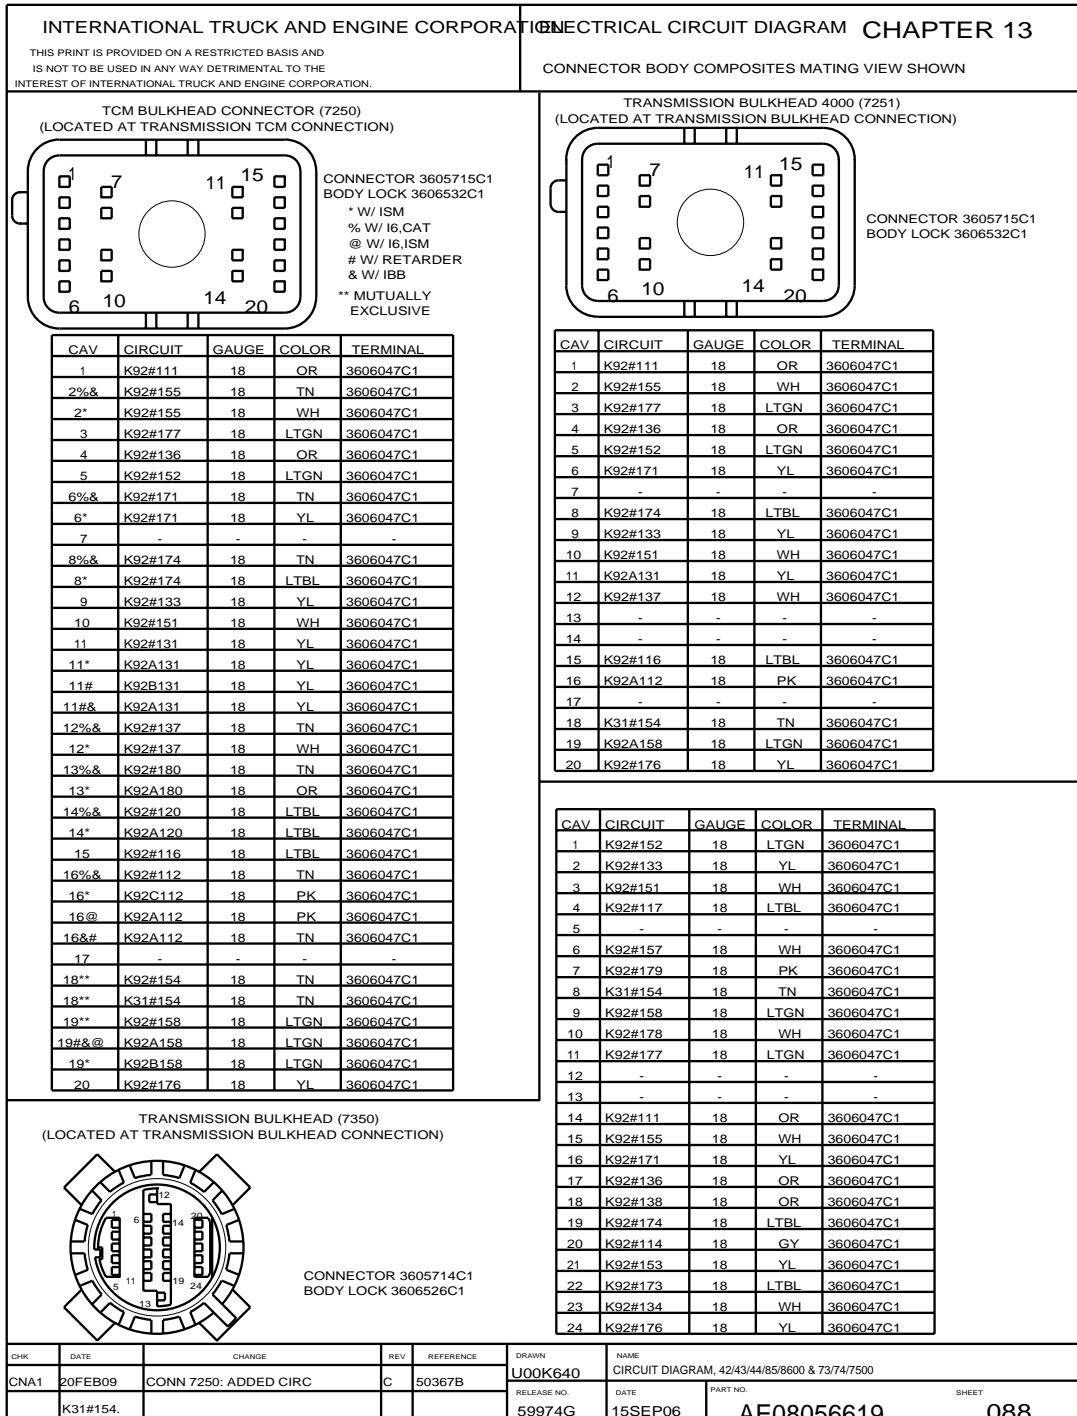 INTERNATIONAL TRUCK AND ENGINE CORPORATION
THIS PRINT IS PROVIDED ON A RESTRICTED BASIS AND
IS NOT TO BE USED IN ANY WAY DETRIMENTAL TO THE
INTEREST OF INTERNATIONAL TRUCK AND ENGINE CORPORATION.
ELECTRICAL CIRCUIT DIAGRAM CHAPTER 13
CONNECTOR BODY COMPOSITES MATING VIEW SHOWN
TCM BULKHEAD CONNECTOR (7250)
(LOCATED AT TRANSMISSION TCM CONNECTION)
1 7 11 15
6 10 14 20
CONNECTOR 3605715C1
BODY LOCK 3606532C1
* W/ ISM
% W/ I6,CAT
@ W/ I6,ISM
# W/ RETARDER
& W/ IBB
** MUTUALLY
EXCLUSIVE
CAV CIRCUIT GAUGE COLOR TERMINAL
1 K92#111 18 OR 3606047C1
2%& K92#155 18 TN 3606047C1
2* K92#155 18 WH 3606047C1
3 K92#177 18 LTGN 3606047C1
4 K92#136 18 OR 3606047C1
5 K92#152 18 LTGN 3606047C1
6%& K92#171 18 TN 3606047C1
6* K92#171 18 YL 3606047C1
7 - - - -
8%& K92#174 18 TN 3606047C1
8* K92#174 18 LTBL 3606047C1
9 K92#133 18 YL 3606047C1
10 K92#151 18 WH 3606047C1
11 K92#131 18 YL 3606047C1
11* K92A131 18 YL 3606047C1
11# K92B131 18 YL 3606047C1
11#& K92A131 18 YL 3606047C1
12%& K92#137 18 TN 3606047C1
12* K92#137 18 WH 3606047C1
13%& K92#180 18 TN 3606047C1
13* K92A180 18 OR 3606047C1
14%& K92#120 18 LTBL 3606047C1
14* K92A120 18 LTBL 3606047C1
15 K92#116 18 LTBL 3606047C1
16%& K92#112 18 TN 3606047C1
16* K92C112 18 PK 3606047C1
16@ K92A112 18 PK 3606047C1
16&# K92A112 18 TN 3606047C1
17 - - - -
18** K92#154 18 TN 3606047C1
18** K31#154 18 TN 3606047C1
19** K92#158 18 LTGN 3606047C1
19#&@ K92A158 18 LTGN 3606047C1
19* K92B158 18 LTGN 3606047C1
20 K92#176 18 YL 3606047C1
TRANSMISSION BULKHEAD 4000 (7251)
(LOCATED AT TRANSMISSION BULKHEAD CONNECTION)
1 7 11 15
6 10 14 20
CONNECTOR 3605715C1
BODY LOCK 3606532C1
CAV CIRCUIT GAUGE COLOR TERMINAL
1 K92#111 18 OR 3606047C1
2 K92#155 18 WH 3606047C1
3 K92#177 18 LTGN 3606047C1
4 K92#136 18 OR 3606047C1
5 K92#152 18 LTGN 3606047C1
6 K92#171 18 YL 3606047C1
7 - - - -
8 K92#174 18 LTBL 3606047C1
9 K92#133 18 YL 3606047C1
10 K92#151 18 WH 3606047C1
11 K92A131 18 YL 3606047C1
12 K92#137 18 WH 3606047C1
13 - - - -
14 - - - -
15 K92#116 18 LTBL 3606047C1
16 K92A112 18 PK 3606047C1
17 - - - -
18 K31#154 18 TN 3606047C1
19 K92A158 18 LTGN 3606047C1
20 K92#176 18 YL 3606047C1
TRANSMISSION BULKHEAD (7350)
(LOCATED AT TRANSMISSION BULKHEAD CONNECTION)
12
1 6 14 20
5 11 19 24
13
CONNECTOR 3605714C1
BODY LOCK 3606526C1
CAV CIRCUIT GAUGE COLOR TERMINAL
1 K92#152 18 LTGN 3606047C1
2 K92#133 18 YL 3606047C1
3 K92#151 18 WH 3606047C1
4 K92#117 18 LTBL 3606047C1
5 - - - -
6 K92#157 18 WH 3606047C1
7 K92#179 18 PK 3606047C1
8 K31#154 18 TN 3606047C1
9 K92#158 18 LTGN 3606047C1
10 K92#178 18 WH 3606047C1
11 K92#177 18 LTGN 3606047C1
12 - - - -
13 - - - -
14 K92#111 18 OR 3606047C1
15 K92#155 18 WH 3606047C1
16 K92#171 18 YL 3606047C1
17 K92#136 18 OR 3606047C1
18 K92#138 18 OR 3606047C1
19 K92#174 18 LTBL 3606047C1
20 K92#114 18 GY 3606047C1
21 K92#153 18 YL 3606047C1
22 K92#173 18 LTBL 3606047C1
23 K92#134 18 WH 3606047C1
24 K92#176 18 YL 3606047C1
CHK DATE CHANGE REV REFERENCE
CNA1 20FEB09 CONN 7250: ADDED CIRC C 50367B
K31#154.
DRAWN
U00K640
NAME
CIRCUIT DIAGRAM, 42/43/44/85/8600 & 73/74/7500
RELEASE NO.
59974G
DATE
15SEP06
PART NO.
AE08056619
SHEET
088